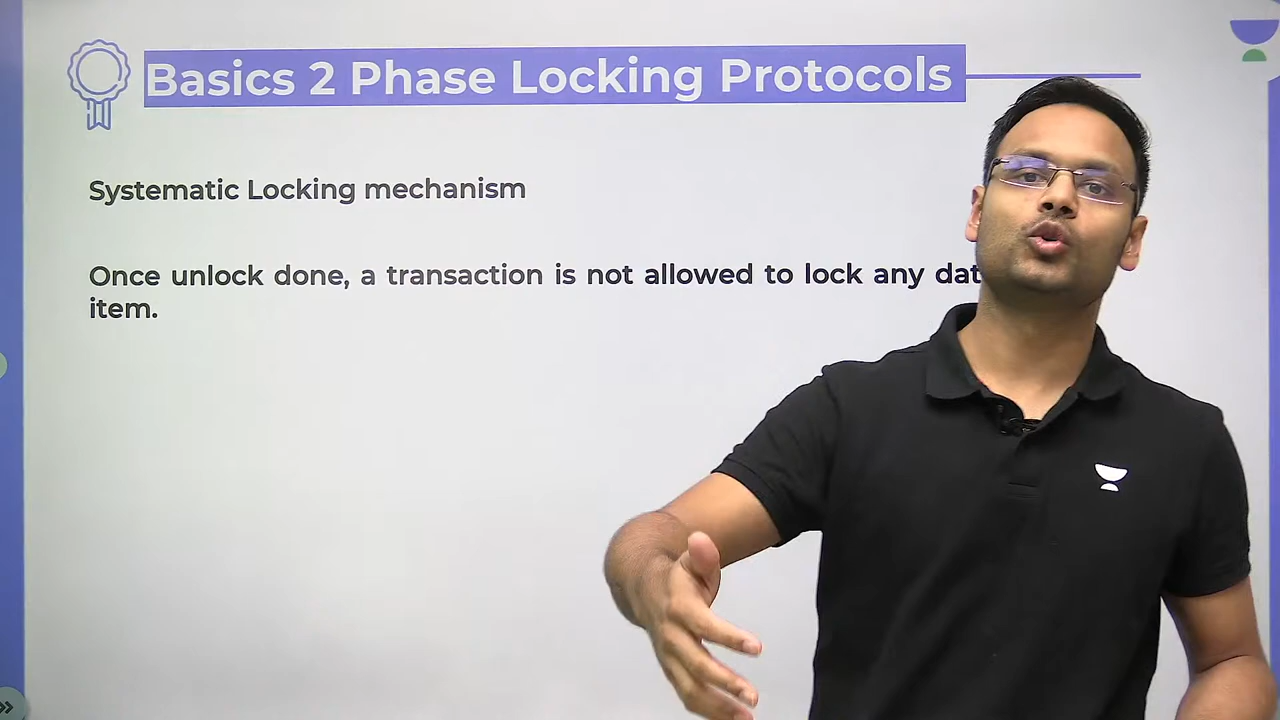 Basics 2 Phase Locking Protocols
Systematic Locking mechanism
Once unlock done, a transaction is not allowed to lock any
item.